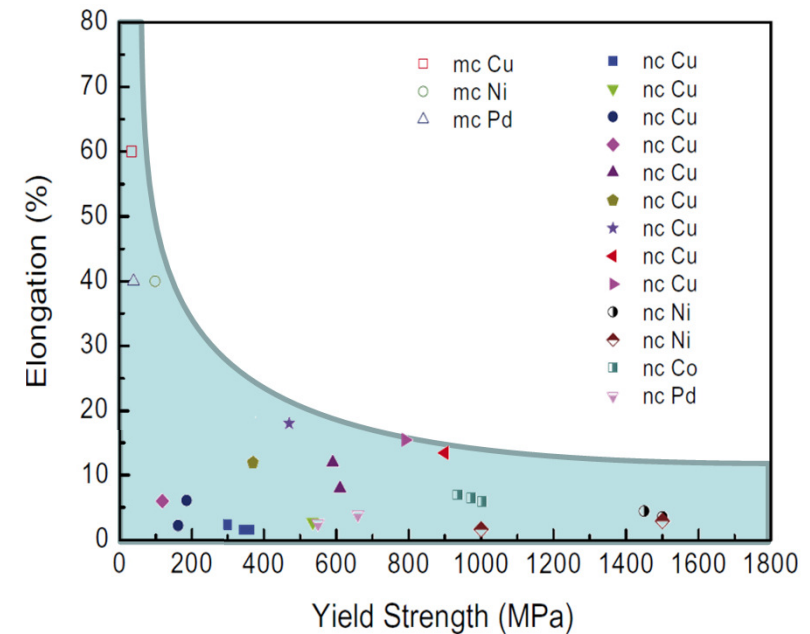 80
70
60
50
40
30
20
10
0
Elongation (%)
mc Cu
mc Ni
mc Pd
nc Cu
nc Cu
nc Cu
nc Cu
nc Cu
nc Cu
nc Cu
nc Cu
nc Cu
nc Ni
nc Ni
nc Co
nc Pd
0 200 400 600 800 1000 1200 1400 1600 1800
Yield Strength (MPa)